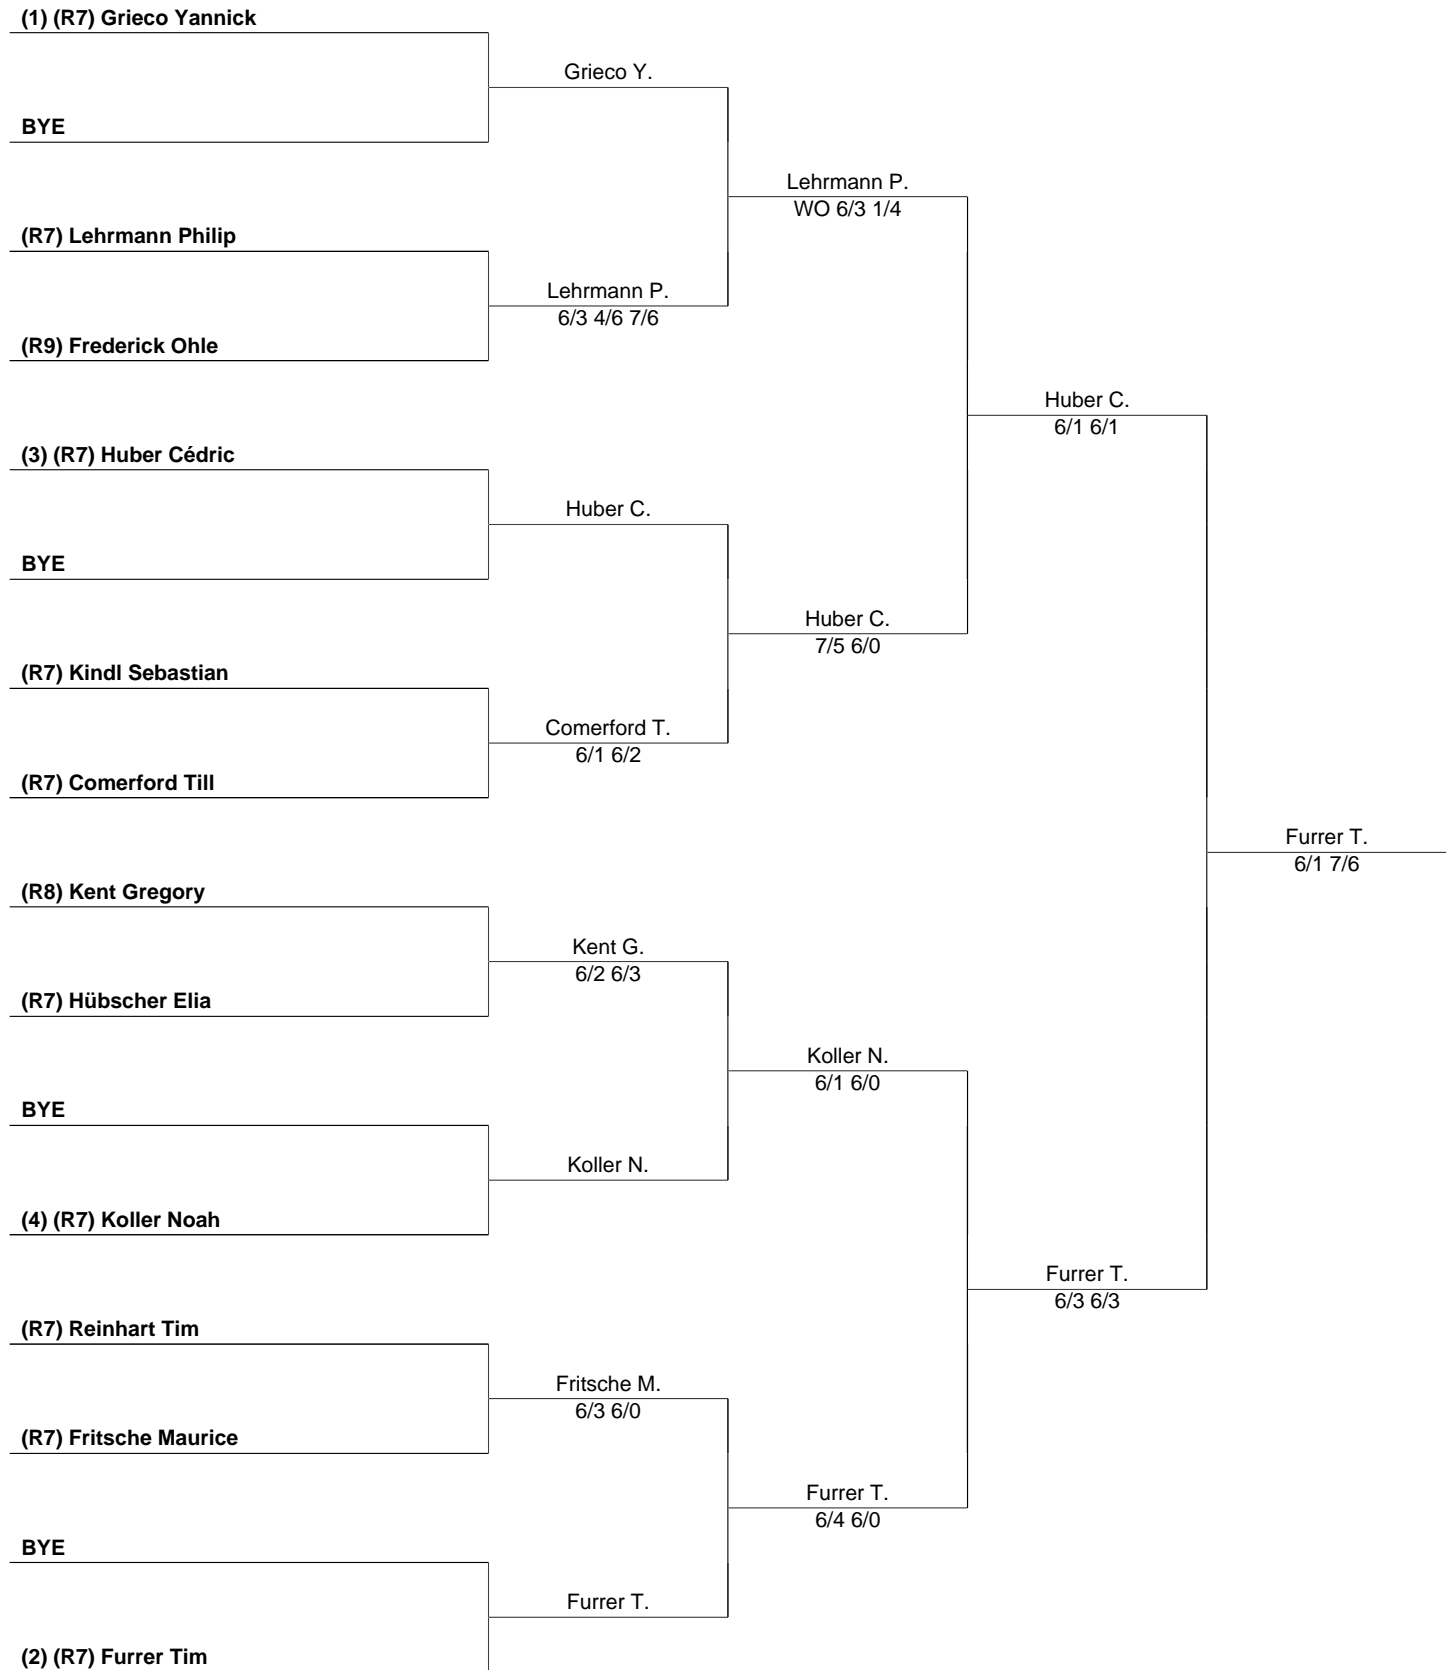 (1) (R7) Grieco Yannick
Grieco Y.
BYE
Lehrmann P.
WO 6/3 1/4
(R7) Lehrmann Philip
Lehrmann P.
6/3 4/6 7/6
(R9) Frederick Ohle
Huber C.
6/1 6/1
(3) (R7) Huber Cédric
Huber C.
BYE
Huber C.
7/5 6/0
(R7) Kindl Sebastian
Comerford T.
6/1 6/2
(R7) Comerford Till
Furrer T.
6/1 7/6
(R8) Kent Gregory
Kent G.
6/2 6/3
(R7) Hübscher Elia
Koller N.
6/1 6/0
BYE
Koller N.
(4) (R7) Koller Noah
Furrer T.
6/3 6/3
(R7) Reinhart Tim
Fritsche M.
6/3 6/0
(R7) Fritsche Maurice
Furrer T.
6/4 6/0
BYE
Furrer T.
(2) (R7) Furrer Tim